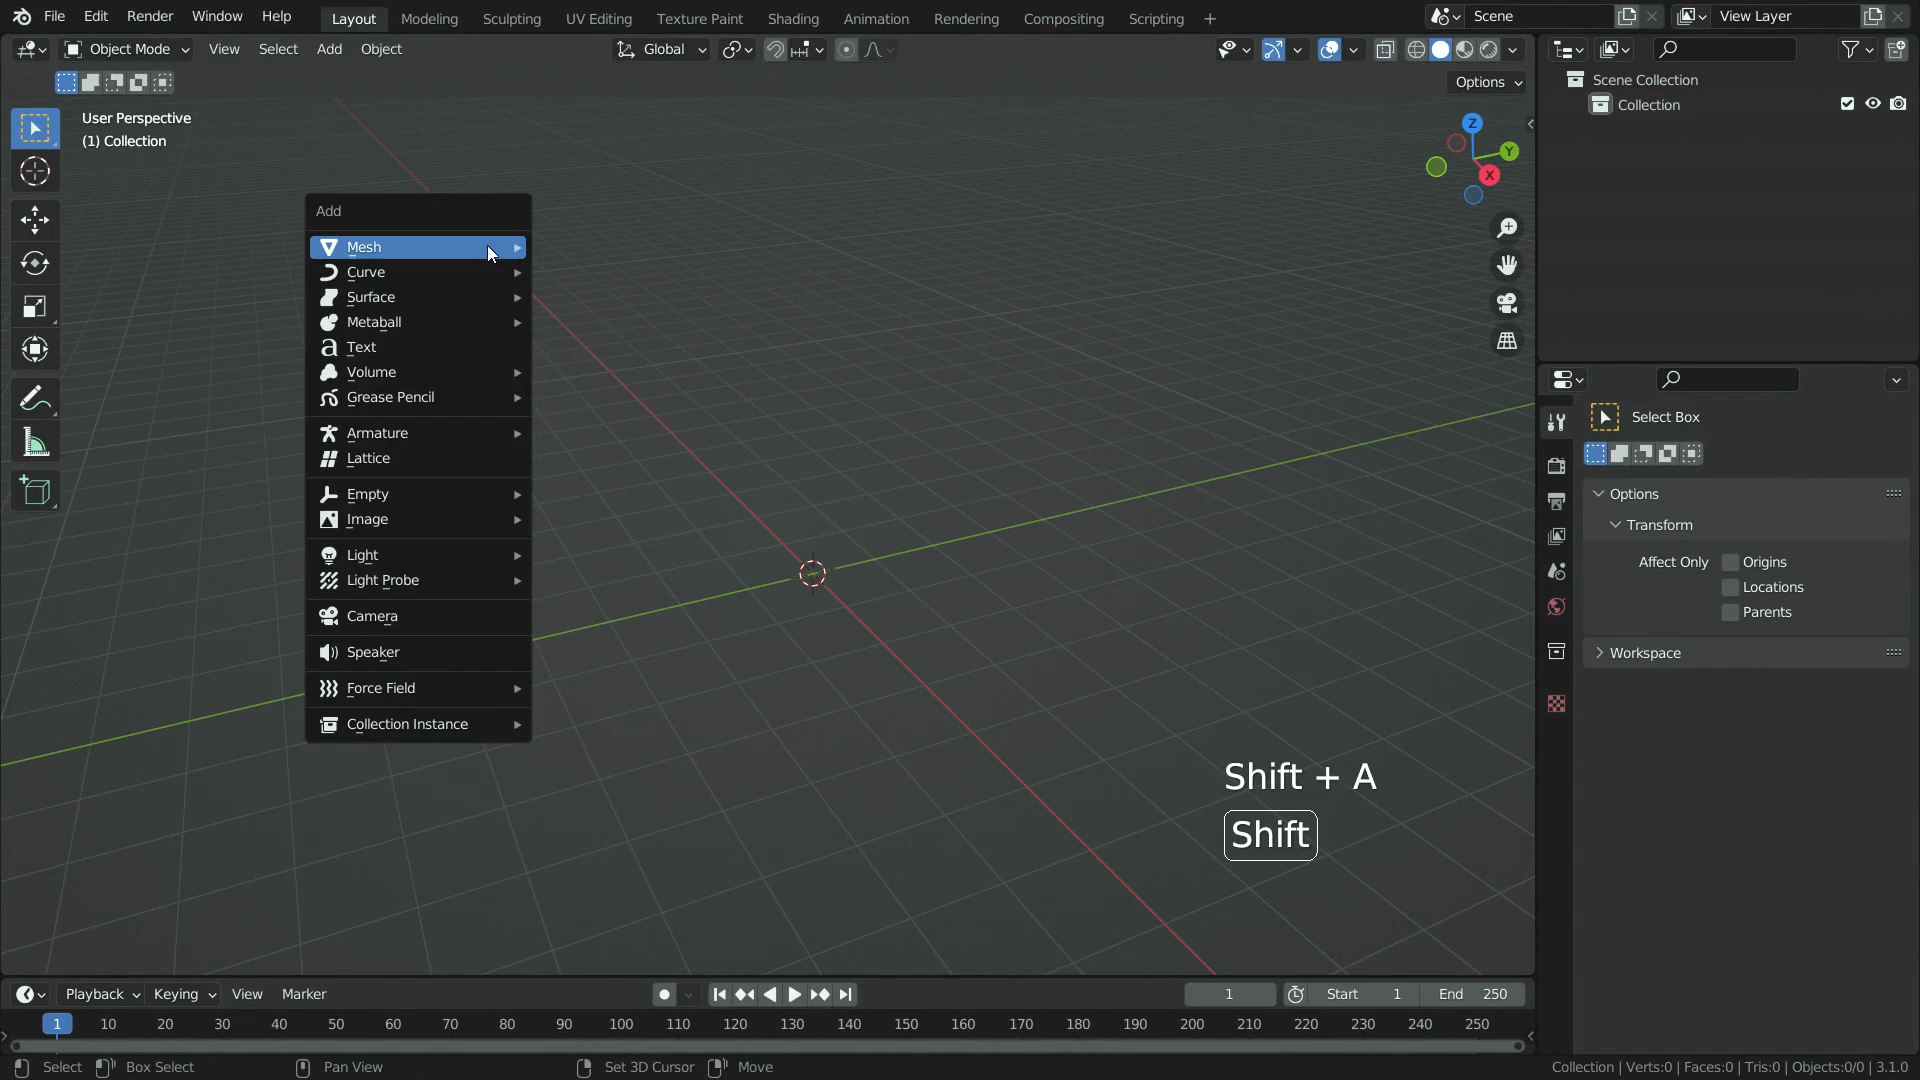 File Edit Render Window Help Layout Modeling Sculpting UV Editing Texture Paint Shading Animation Rendering Compositing Scripting + Scene View Layer
Object Mode View Select Add Object Global
Options
User Perspective
(1) Collection
Z
Y
X
Add
Mesh
Curve
Surface
Metaball
Text
Volume
Grease Pencil
Armature
Lattice
Empty
Image
Light
Light Probe
Camera
Speaker
Force Field
Collection Instance
Shift + A
Shift
Scene Collection
Collection
Select Box
Options
Transform
Affect Only Origins
Locations
Parents
Workspace
Playback Keying View Marker 1 Start 1 End 250
1 10 20 30 40 50 60 70 80 90 100 110 120 130 140 150 160 170 180 190 200 210 220 230 240 250
Select Box Select Pan View Set 3D Cursor Move Collection | Verts:0 | Faces:0 | Tris:0 | Objects:0/0 | 3.1.0